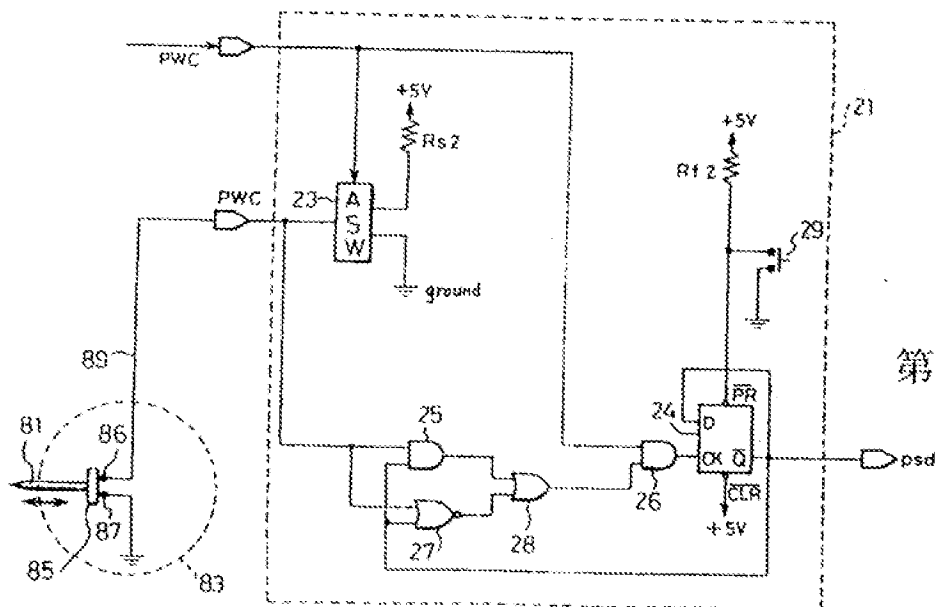 PWC
+5V
Rs2
23
A
S
W
PWC
ground
89
81
86
87
85
83
+5V
Rf2
21
29
第
25
27
28
26
24
D
PR
CK
Q
CLR
+5V
psd